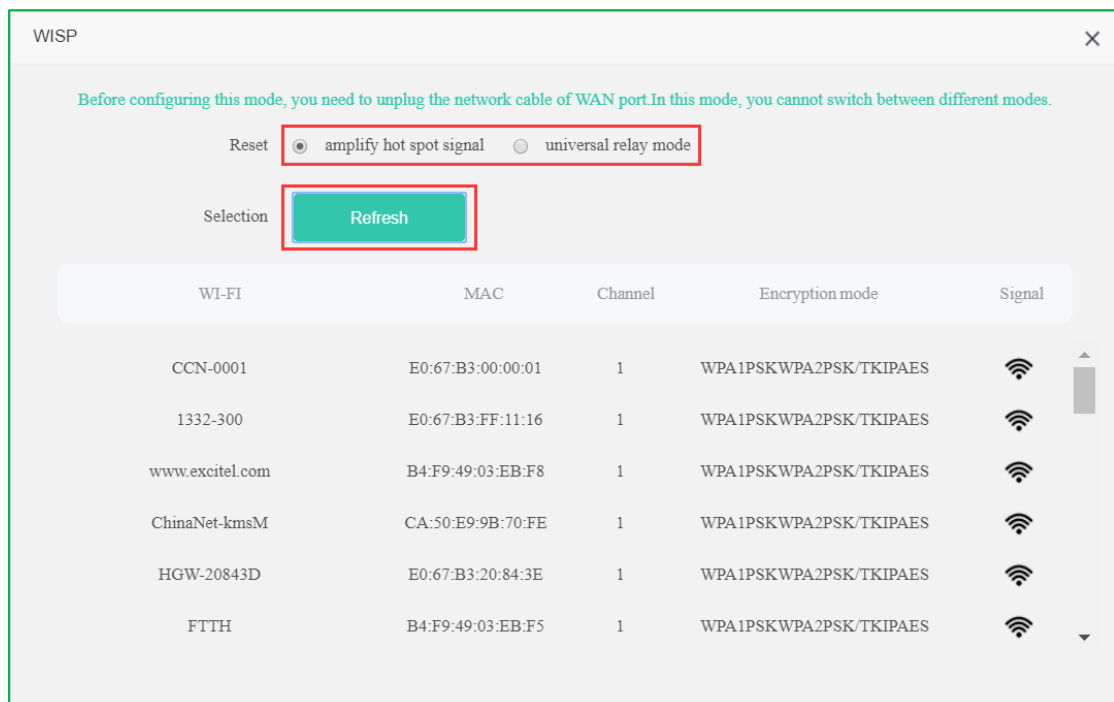 WISP
Before configuring this mode, you need to unplug the network cable of WAN port.In this mode, you cannot switch between different modes.
Reset amplify hot spot signal universal relay mode
Selection Refresh
WI-FI MAC Channel Encryption mode Signal
CCN-0001 E0:67:B3:00:00:01 1 WPA1PSKWPA2PSK/TKIPAES
1332-300 E0:67:B3:FF:11:16 1 WPA1PSKWPA2PSK/TKIPAES
www.excitel.com B4:F9:49:03:EB:F8 1 WPA1PSKWPA2PSK/TKIPAES
ChinaNet-kmsM CA:50:E9:9B:70:FE 1 WPA1PSKWPA2PSK/TKIPAES
HGW-20843D E0:67:B3:20:84:3E 1 WPA1PSKWPA2PSK/TKIPAES
FTTH B4:F9:49:03:EB:F5 1 WPA1PSKWPA2PSK/TKIPAES